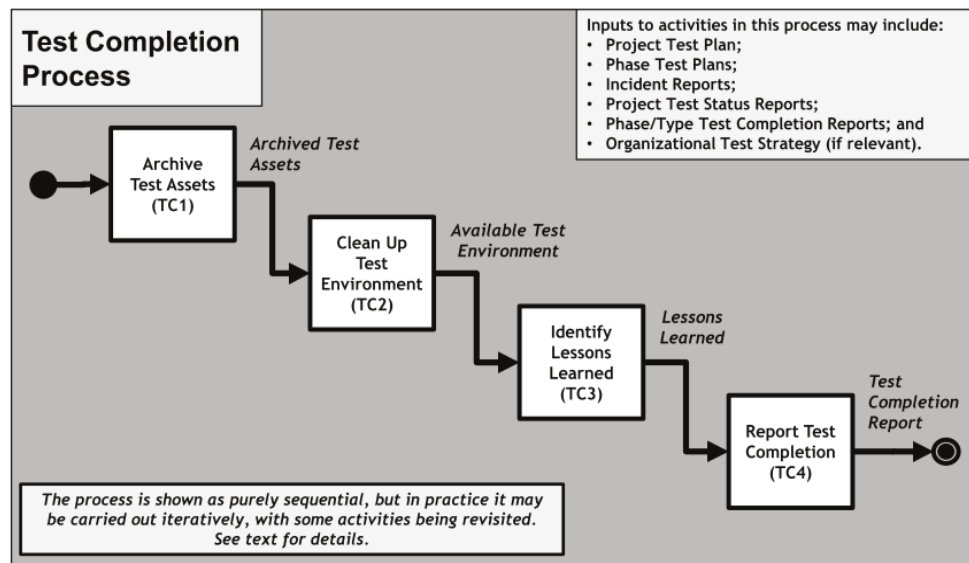 Test Completion
Process
Inputs to activities in this process may include:
• Project Test Plan;
• Phase Test Plans;
• Incident Reports;
• Project Test Status Reports;
• Phase/Type Test Completion Reports; and
• Organizational Test Strategy (if relevant).
Archive
Test Assets
(TC1)
Archived Test
Assets
Clean Up
Test
Environment
(TC2)
Available Test
Environment
Identify
Lessons
Learned
(TC3)
Lessons
Learned
Report Test
Completion
(TC4)
Test
Completion
Report
The process is shown as purely sequential, but in practice it may
be carried out iteratively, with some activities being revisited.
See text for details.